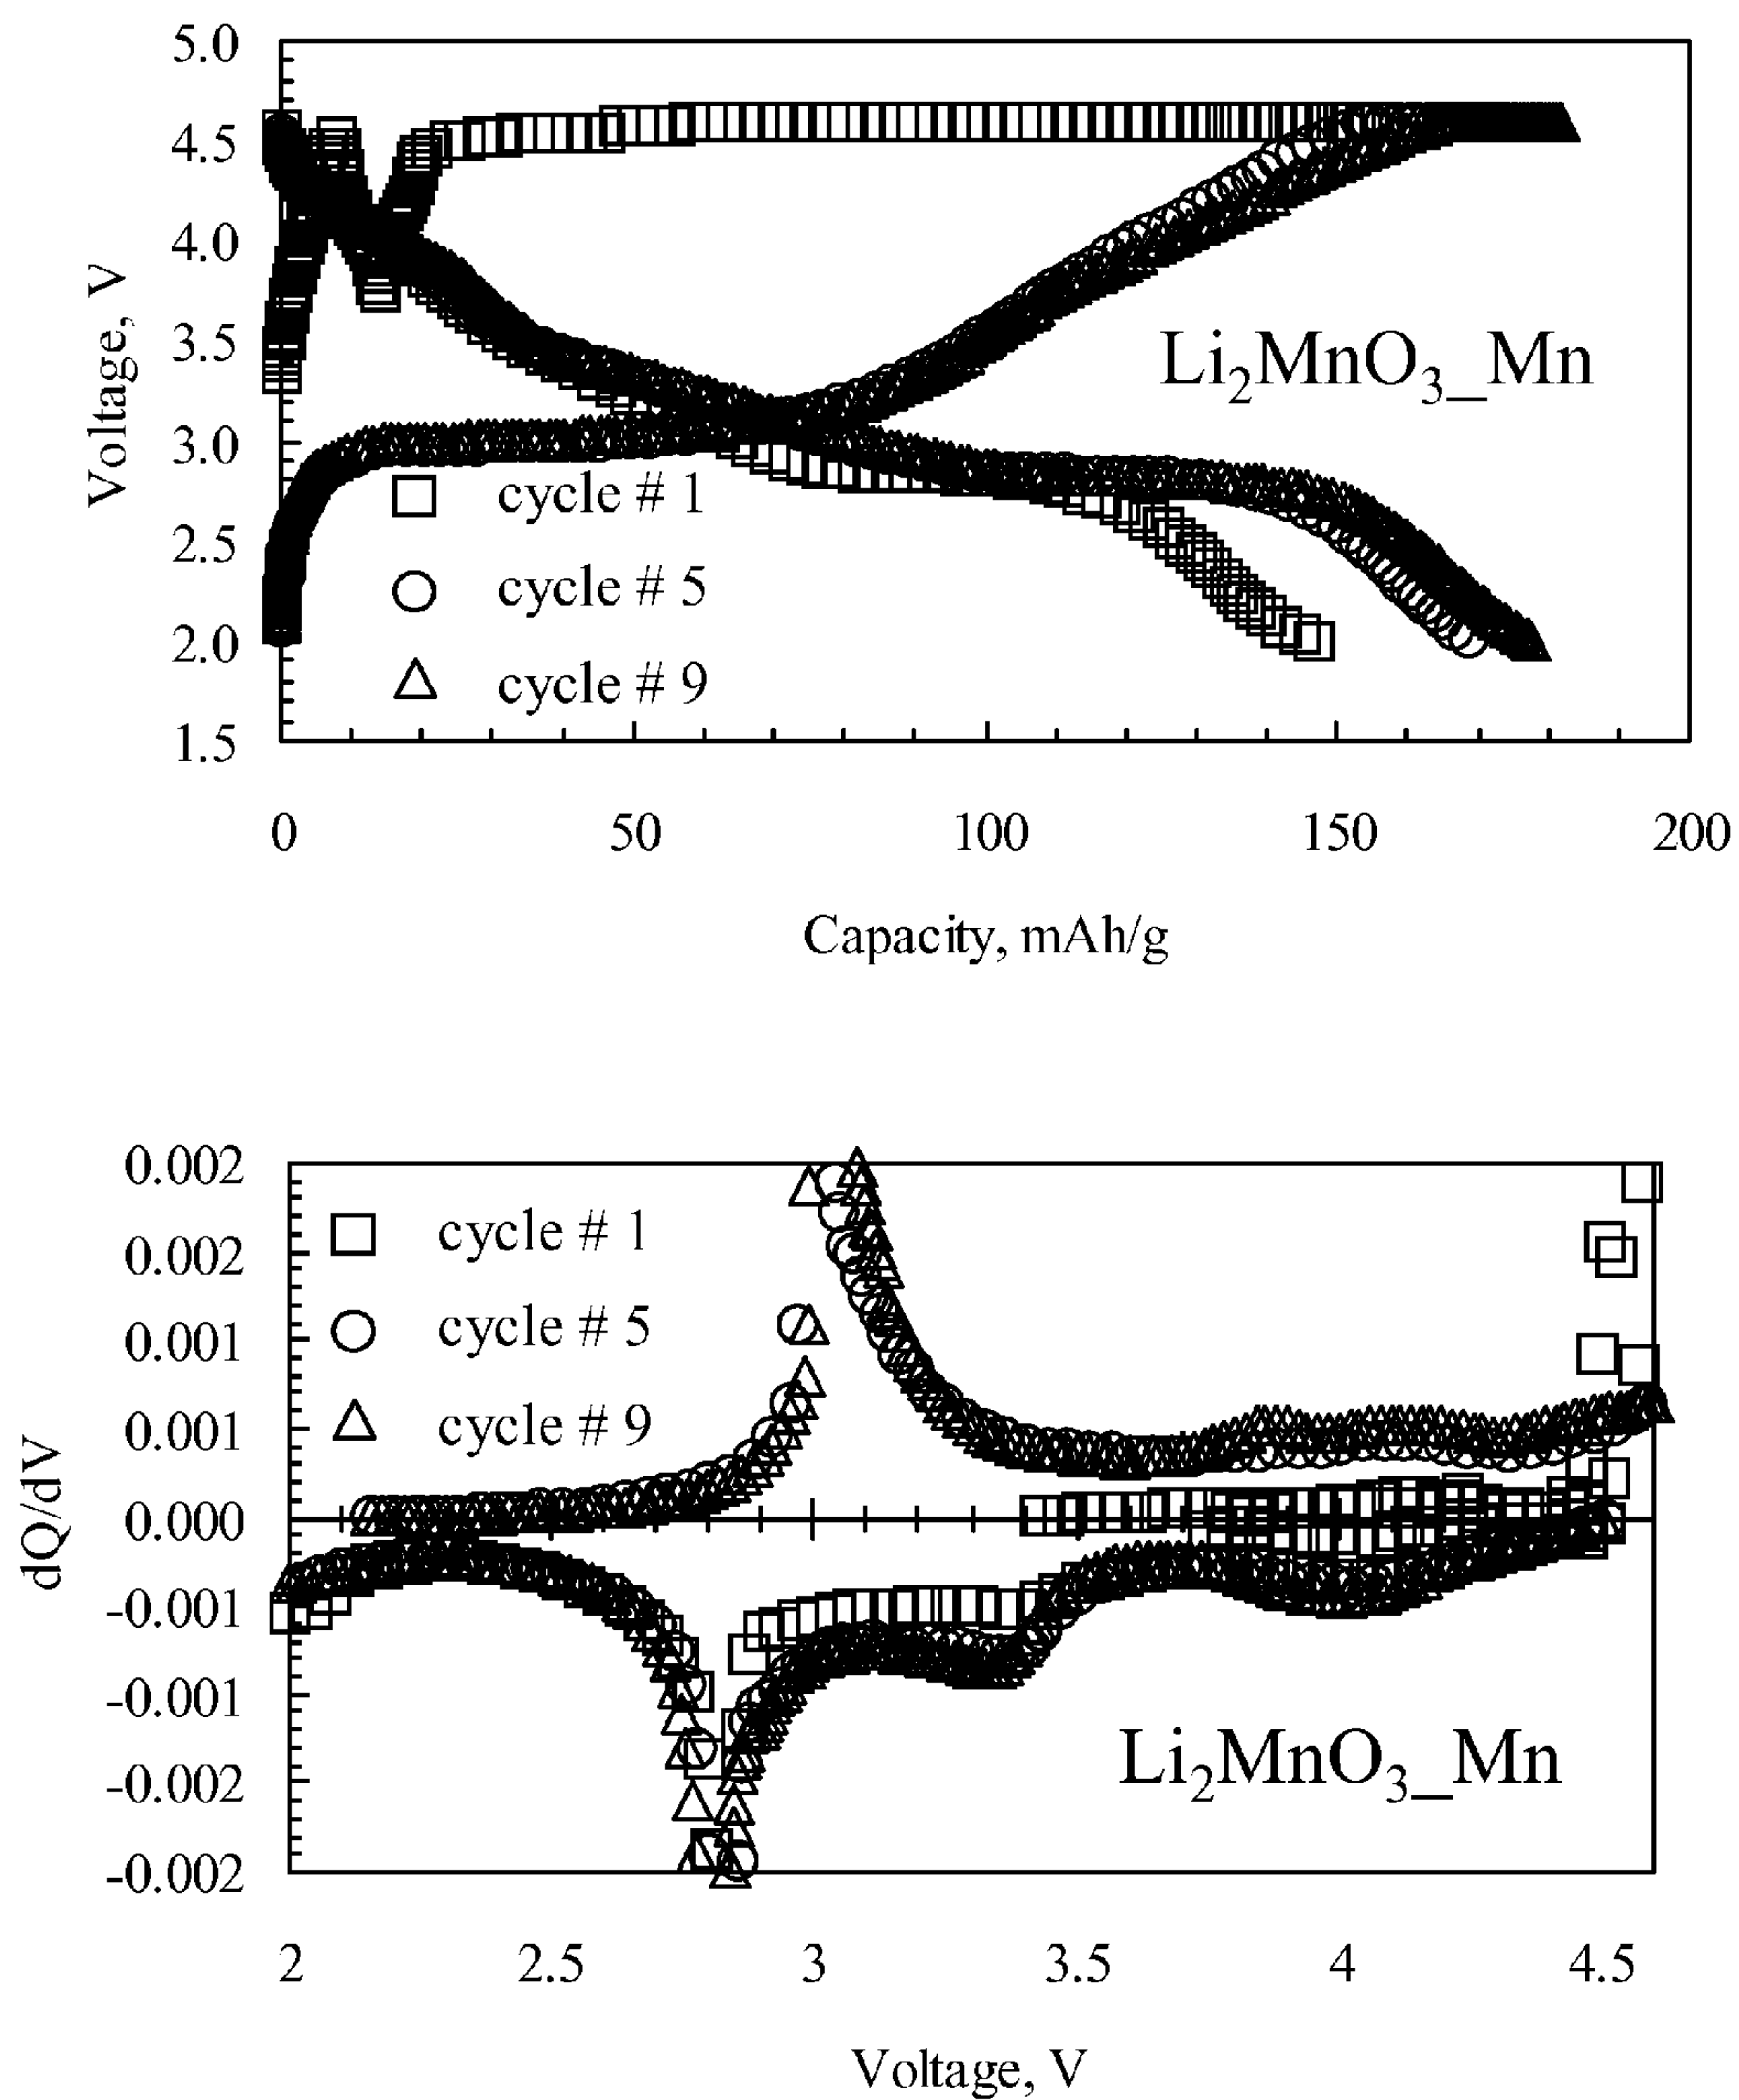 5.0
4.5
4.0
3.5
3.0
2.5
2.0
1.5
Voltage, V
Li₂MnO₃_Mn
cycle # 1
cycle # 5
cycle # 9
0 50 100 150 200
Capacity, mAh/g
0.002
0.002
0.001
0.001
0.000
-0.001
-0.001
-0.002
-0.002
dQ/dV
cycle # 1
cycle # 5
cycle # 9
Li₂MnO₃_Mn
2 2.5 3 3.5 4 4.5
Voltage, V